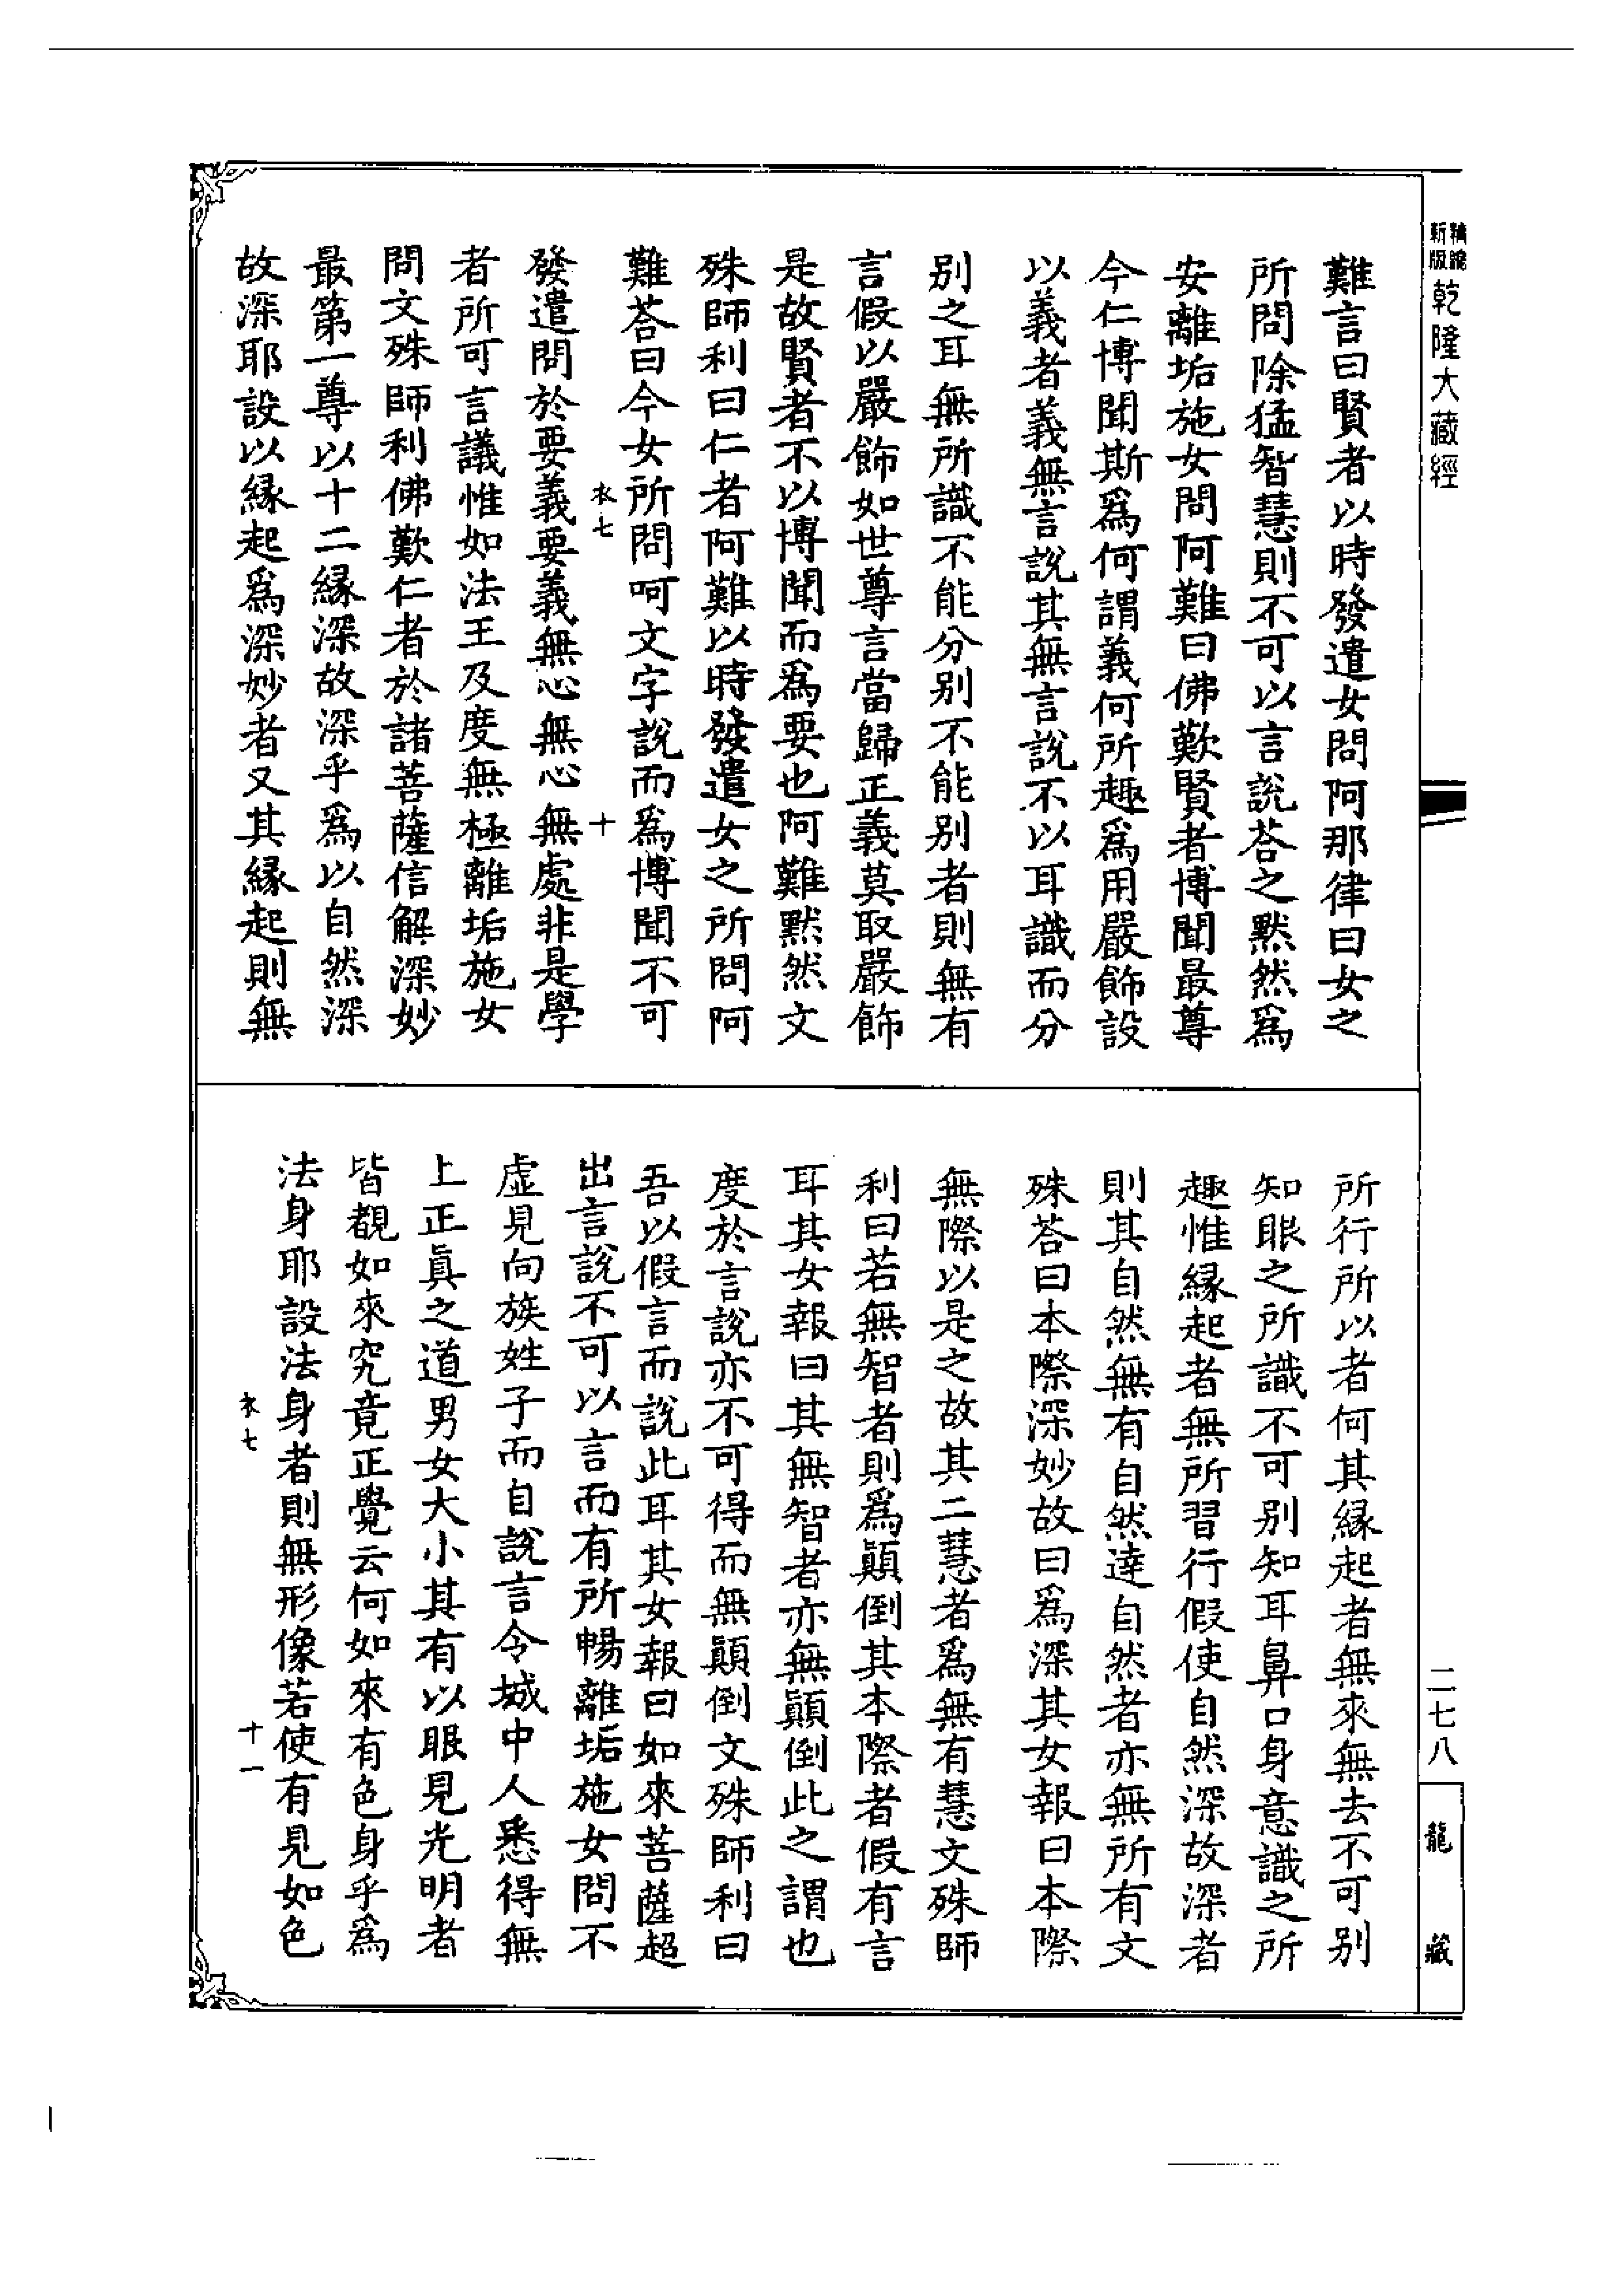 新版
精縮
乾隆大藏經
難言曰賢者以時發遣女問阿那律曰女之
所問除猛智慧則不可以言說荅之默然爲
安離垢施女問阿難曰佛歎賢者博聞最尊
今仁博聞斯爲何謂義何所趣爲用嚴飾設
以義者義無言說其無言說不以耳識而分
別之耳無所識不能分別不能別者則無有
言假以嚴飾如世尊言當歸正義莫取嚴飾
是故賢者不以博聞而爲要也阿難默然文
殊師利曰仁者阿難以時發遣女之所問阿
難荅曰今女所問呵文字說而爲博聞不可
衣七 十
發遣問於要義要義無心無心無處非是學
者所可言議惟如法王及度無極離垢施女
問文殊師利佛歎仁者於諸菩薩信解深妙
最第一尊以十二緣深故深乎爲以自然深
故深耶設以緣起爲深妙者又其緣起則無
所行所以者何其緣起者無來無去不可別
知眼之所識不可別知耳鼻口身意識之所
趣惟緣起者無所習行假使自然深故深者
則其自然無有自然達自然者亦無所有文
殊荅曰本際深妙故曰爲深其女報曰本際
無際以是之故其二慧者爲無有慧文殊師
利曰若無智者則爲顛倒其本際者假有言
耳其女報曰其無智者亦無顛倒此之謂也
度於言說亦不可得而無顛倒文殊師利曰
吾以假言而說此耳其女報曰如來菩薩超
出言說不可以言而有所暢離垢施女問不
虛見向族姓子而自說言令城中人悉得無
上正眞之道男女大小其有以眼見光明者
皆覩如來究竟正覺云何如來有色身乎爲
法身耶設法身者則無形像若使有見如色
衣七 十一
二七八
龍藏